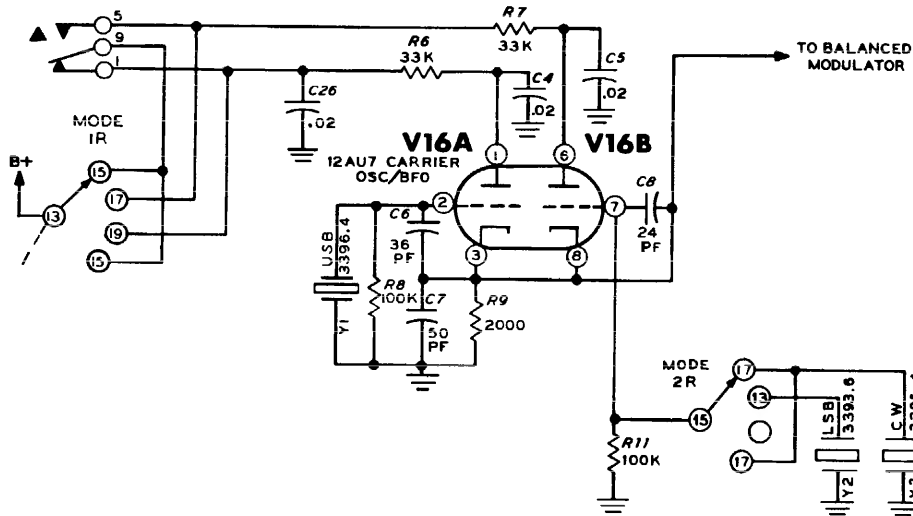 5
R7
9
R6
33K
TO BALANCED
MODULATOR
1
33K
C5
C26
C4
.02
.02
.02
MODE
1R
V16A
V16B
B+
12AU7 CARRIER
OSC/BFO
1
6
15
C8
17
2
7
13
C6
24
PF
19
USB
3396.4
36
PF
3
8
15
R8
100K
C7
R9
2000
Y1
50
PF
MODE
2R
17
13
LSB
3393.6
CW
15
R11
100K
17
Y2